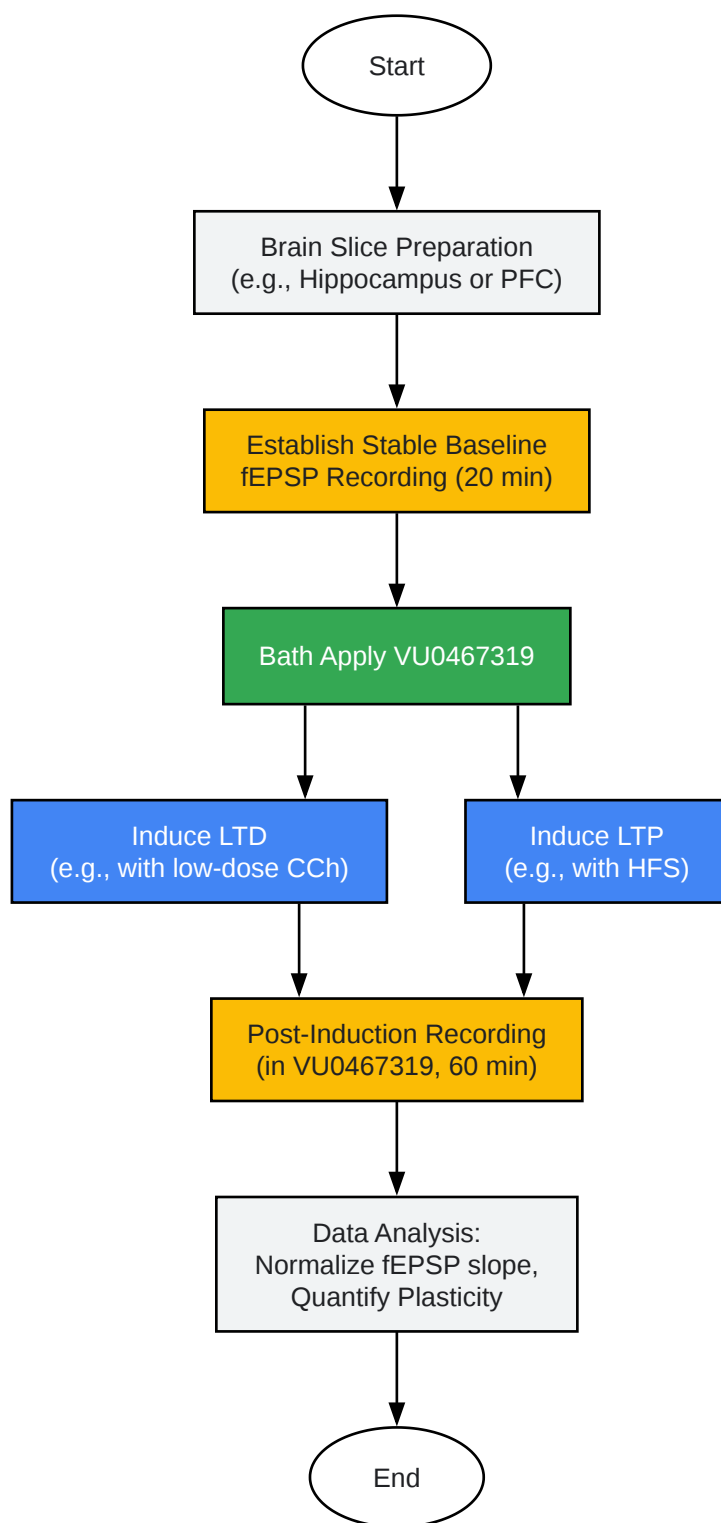 Start
Brain Slice Preparation
(e.g., Hippocampus or PFC)
Establish Stable Baseline
fEPSP Recording (20 min)
Bath Apply VU0467319
Induce LTD
(e.g., with low-dose CCh)
Induce LTP
(e.g., with HFS)
Post-Induction Recording
(in VU0467319, 60 min)
Data Analysis:
Normalize fEPSP slope,
Quantify Plasticity
End